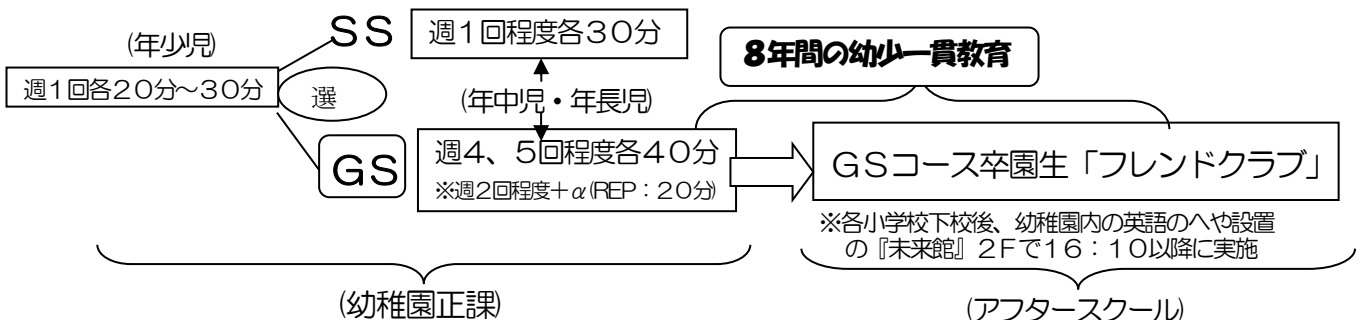 (年少児)
週1回各20分～30分
選
SS
週1回程度各30分
(年中児・年長児)
GS
週4、5回程度各40分
※週2回程度＋α(REP：20分)
8年間の幼少一貫教育
GSコース卒園生「フレンドクラブ」
※各小学校下校後、幼稚園内の英語のへや設置
の『未来館』2Fで16：10以降に実施
(幼稚園正課)
(アフタースクール)